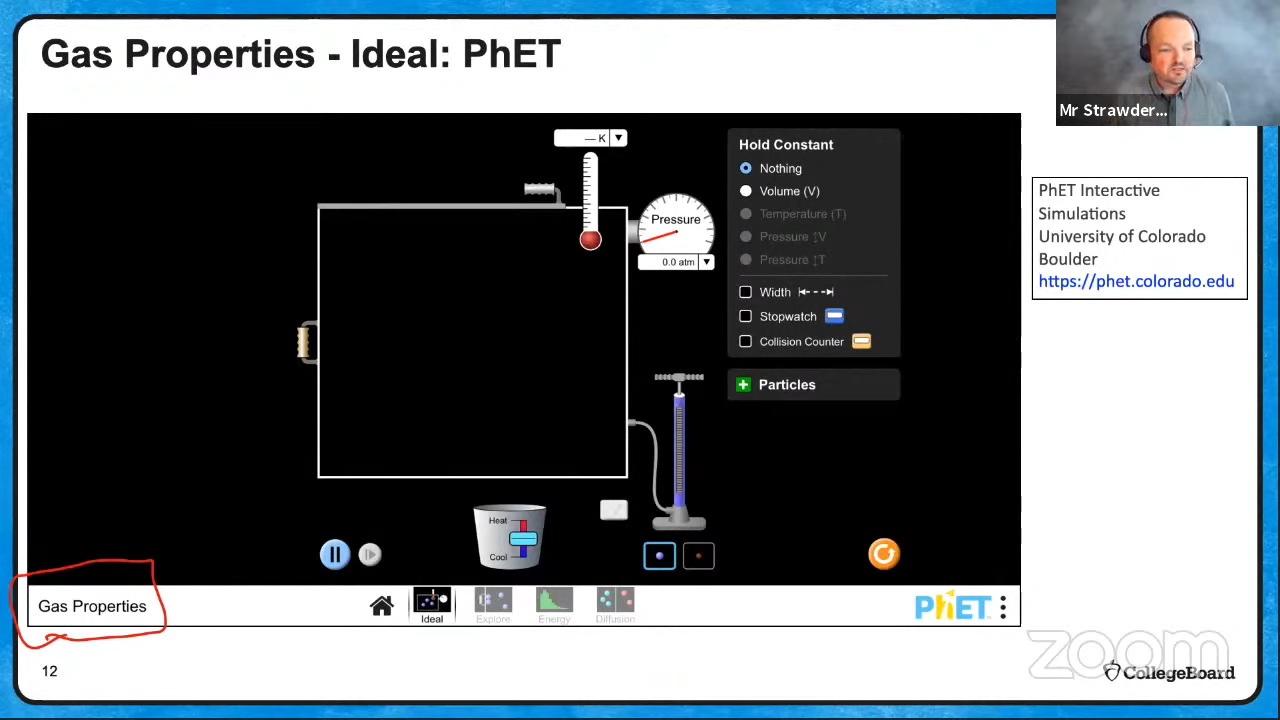 Gas Properties - Ideal: PhET
Mr Strawder...
— K
Pressure
0.0 atm
Hold Constant
Nothing
Volume (V)
Temperature (T)
Pressure ↕V
Pressure ↕T
Width
Stopwatch
Collision Counter
Particles
PhET Interactive
Simulations
University of Colorado
Boulder
https://phet.colorado.edu
Heat
Cool
Gas Properties
Ideal
Explore
Energy
Diffusion
PhET
12
zoom
CollegeBoard